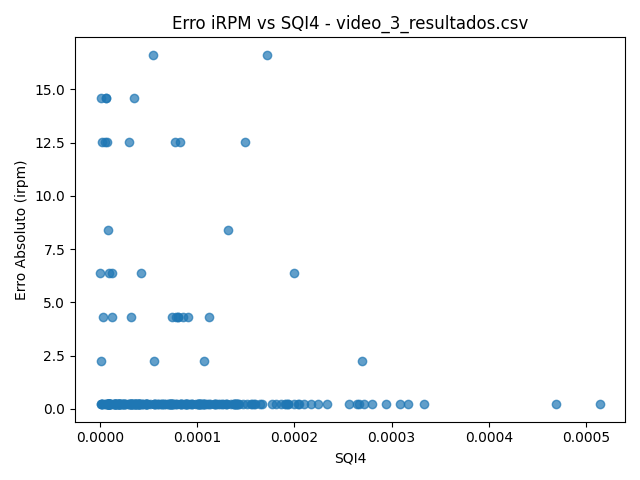 Erro iRPM vs SQI4 - video_3_resultados.csv
Erro Absoluto (irpm)
15.0
12.5
10.0
7.5
5.0
2.5
0.0
0.0000 0.0001 0.0002 0.0003 0.0004 0.0005
SQI4